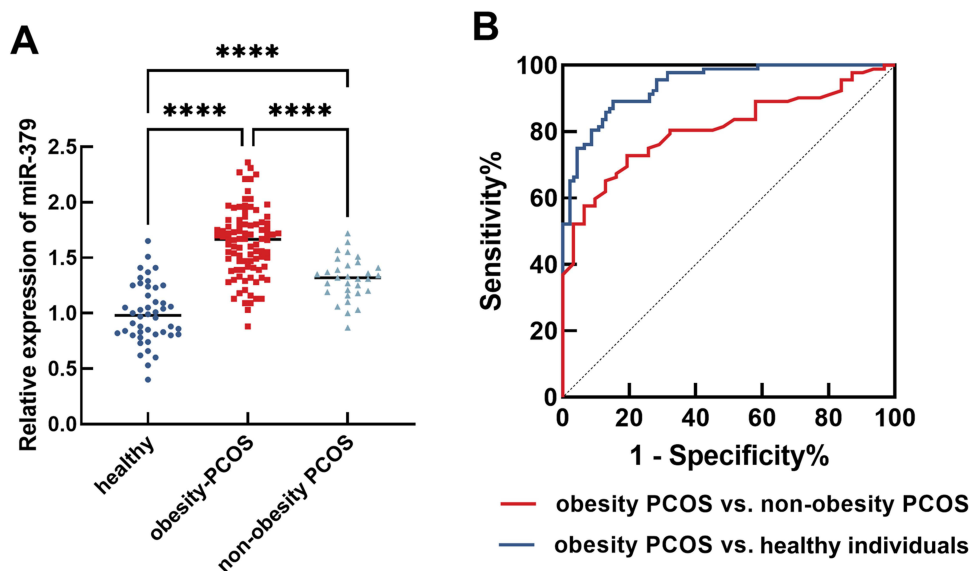 A
****
**** ****
Relative expression of miR-379
2.5
2.0
1.5
1.0
0.5
0.0
healthy
obesity-PCOS
non-obesity PCOS
B
Sensitivity%
100
80
60
40
20
0
0 20 40 60 80 100
1 - Specificity%
obesity PCOS vs. non-obesity PCOS
obesity PCOS vs. healthy individuals